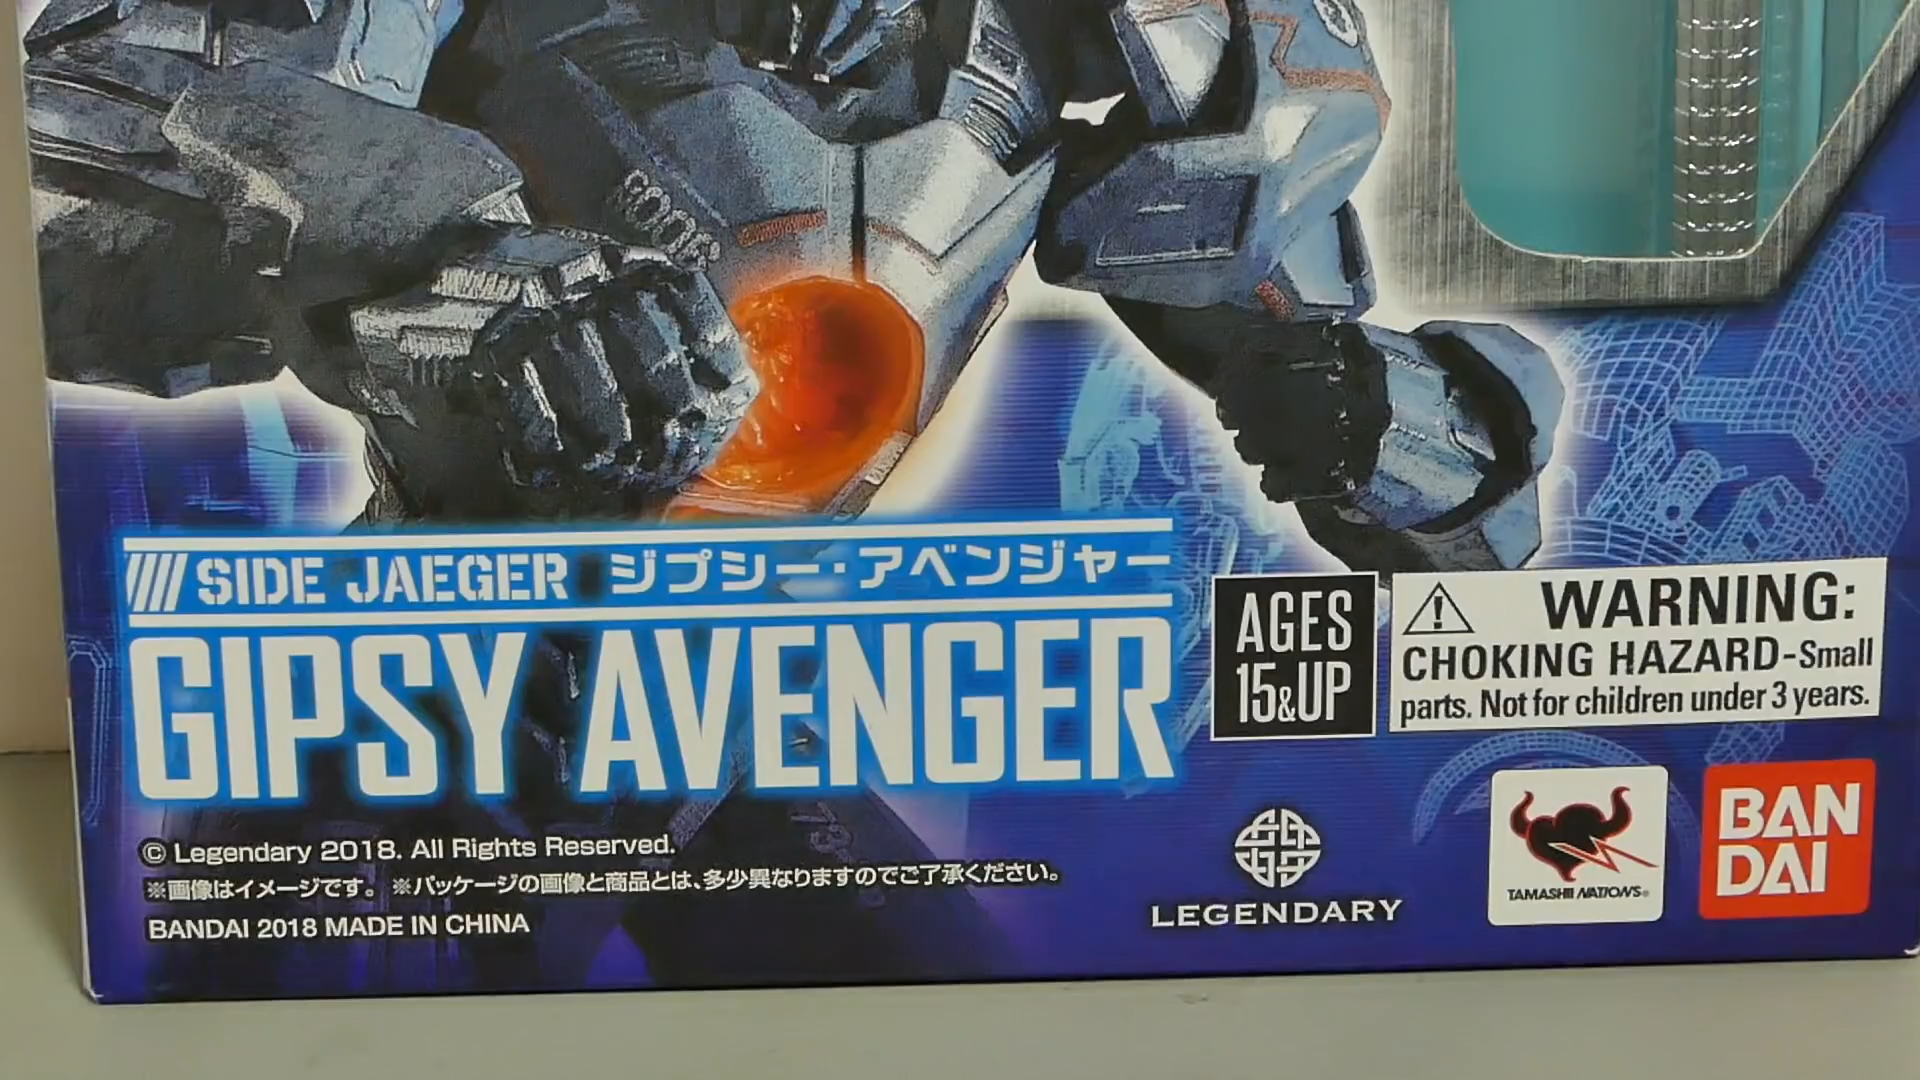 SIDE JAEGER ジプシー・アベンジャー
GIPSY AVENGER
AGES
15&UP
WARNING:
CHOKING HAZARD-Small
parts. Not for children under 3 years.
© Legendary 2018. All Rights Reserved.
※画像はイメージです。 ※パッケージの画像と商品とは、多少異なりますのでご了承ください。
BANDAI 2018 MADE IN CHINA
LEGENDARY
TAMASHII NATIONS®
BAN
DAI